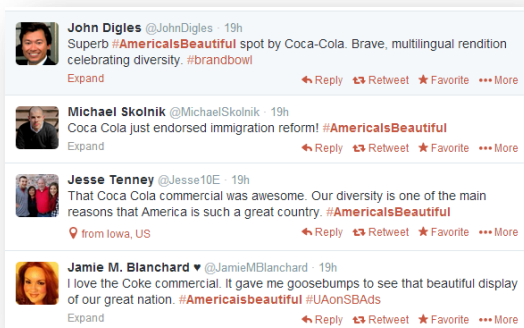 John Digles @JohnDigles · 19h
Superb #AmericaIsBeautiful spot by Coca-Cola. Brave, multilingual rendition
celebrating diversity. #brandbowl
Expand Reply Retweet Favorite More
Michael Skolnik @MichaelSkolnik · 19h
Coca Cola just endorsed immigration reform! #AmericaIsBeautiful
Expand Reply Retweet Favorite More
Jesse Tenney @Jesse10E · 19h
That Coca Cola commercial was awesome. Our diversity is one of the main
reasons that America is such a great country. #AmericaIsBeautiful
from Iowa, US Reply Retweet Favorite More
Jamie M. Blanchard ♥ @JamieMBlanchard · 19h
I love the Coke commercial. It gave me goosebumps to see that beautiful display
of our great nation. #Americaisbeautiful #UAonSBAds
Expand Reply Retweet Favorite More